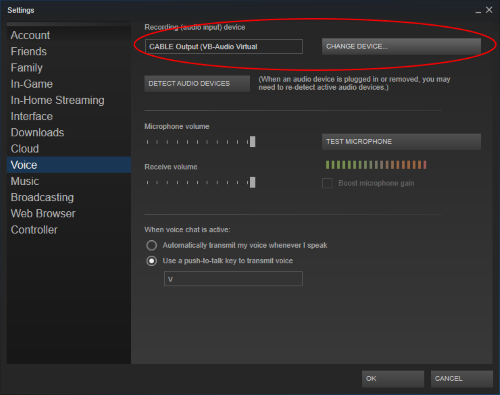 Settings
Account
Friends
Family
In-Game
In-Home Streaming
Interface
Downloads
Cloud
Voice
Music
Broadcasting
Web Browser
Controller
Recording (audio input) device
CABLE Output (VB-Audio Virtual
CHANGE DEVICE...
DETECT AUDIO DEVICES
(When an audio device is plugged in or removed, you may
need to re-detect active audio devices.)
Microphone volume
TEST MICROPHONE
Receive volume
Boost microphone gain
When voice chat is active:
Automatically transmit my voice whenever I speak
Use a push-to-talk key to transmit voice
V
OK
CANCEL